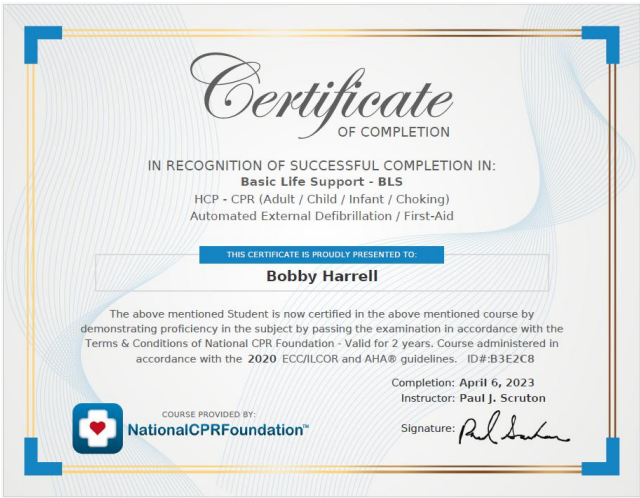 Certificate
OF COMPLETION
IN RECOGNITION OF SUCCESSFUL COMPLETION IN:
Basic Life Support - BLS
HCP - CPR (Adult / Child / Infant / Choking)
Automated External Defibrillation / First-Aid
THIS CERTIFICATE IS PROUDLY PRESENTED TO:
Bobby Harrell
The above mentioned Student is now certified in the above mentioned course by
demonstrating proficiency in the subject by passing the examination in accordance with the
Terms & Conditions of National CPR Foundation - Valid for 2 years. Course administered in
accordance with the 2020 ECC/ILCOR and AHA® guidelines. ID#:B3E2C8
Completion: April 6, 2023
Instructor: Paul J. Scruton
COURSE PROVIDED BY:
NationalCPRFoundation™
Signature: